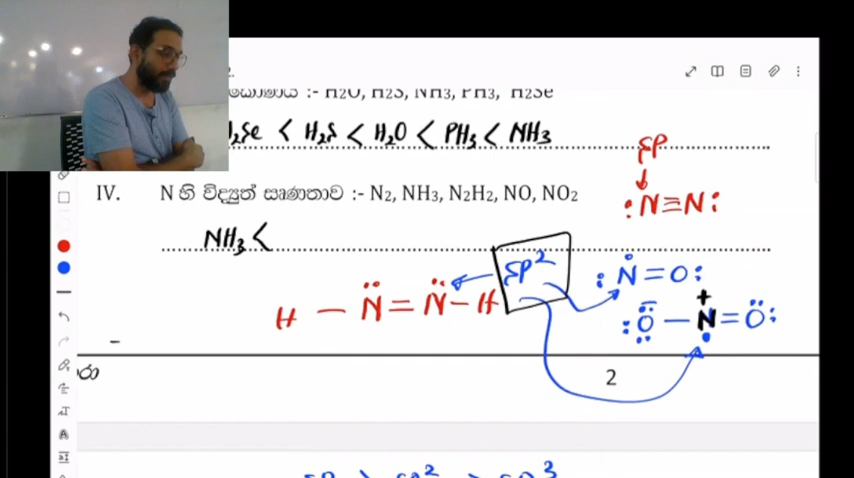 :- H2O, H2S, NH3, PH3, H2Se
H₂Se < H₂S < H₂O < PH₃ < NH₃
sp
:N≡N:
IV. N හි විද්‍යුත් සෘණතාව :- N2, NH3, N2H2, NO, NO2
NH₃ <
sp²
:N=O:
H – N = N – H
+
:O – N = O:
2
sp > sp² > sp³